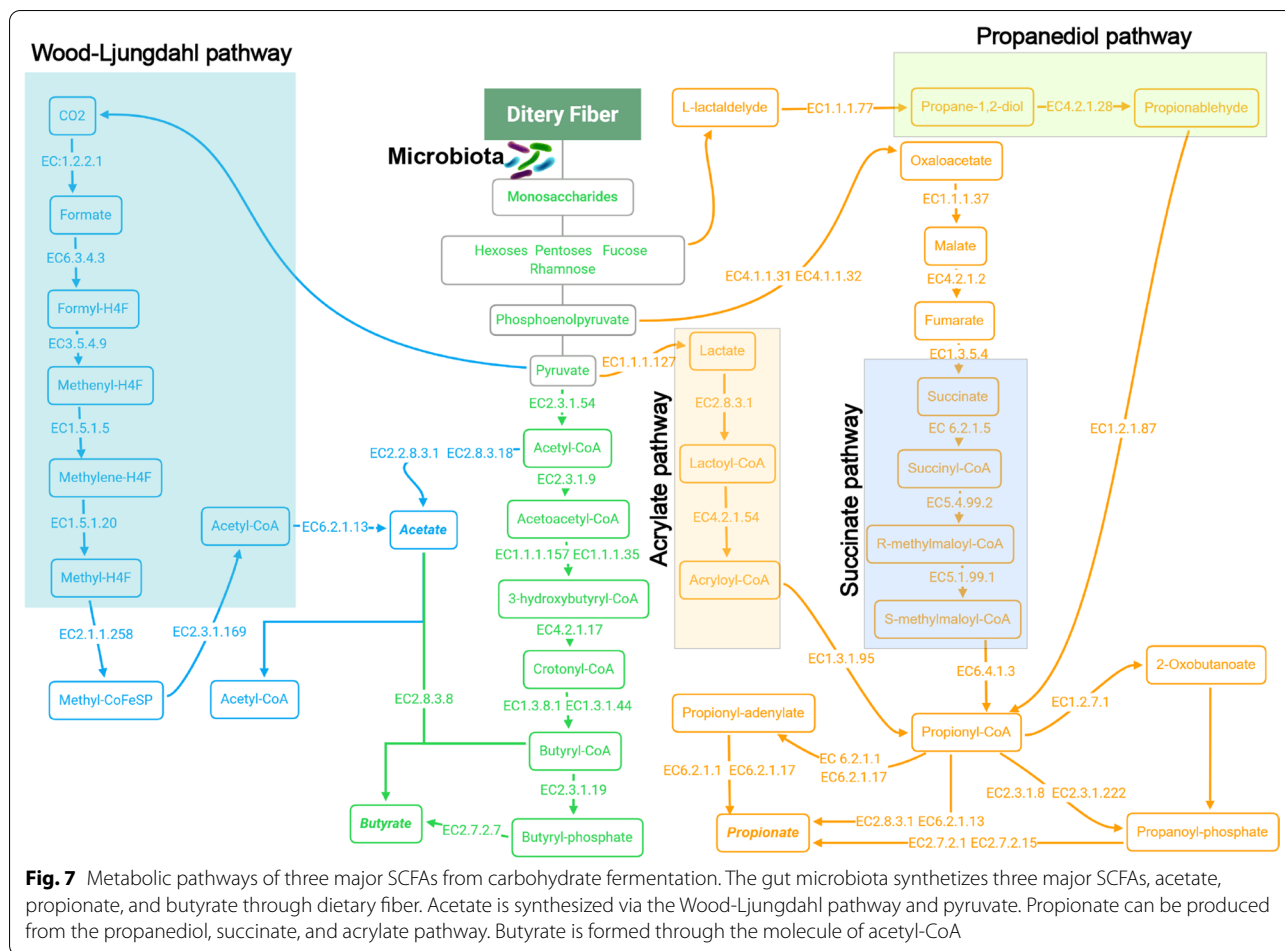 Wood-Ljungdahl pathway
CO2
EC:1.2.2.1
Formate
EC6.3.4.3
Formyl-H4F
EC3.5.4.9
Methenyl-H4F
EC1.5.1.5
Methylene-H4F
EC1.5.1.20
Methyl-H4F
EC2.1.1.258
Methyl-CoFeSP
EC2.3.1.169
Acetyl-CoA
EC6.2.1.13
Acetate
Acetyl-CoA
Ditery Fiber
Microbiota
Monosaccharides
Hexoses Pentoses Fucose
Rhamnose
Phosphoenolpyruvate
Pyruvate
EC2.3.1.54
Acetyl-CoA
EC2.2.8.3.1 EC2.8.3.18
EC2.3.1.9
Acetoacetyl-CoA
EC1.1.1.157 EC1.1.1.35
3-hydroxybutyryl-CoA
EC4.2.1.17
Crotonyl-CoA
EC1.3.8.1 EC1.3.1.44
Butyryl-CoA
EC2.8.3.8
EC2.3.1.19
Butyryl-phosphate
EC2.7.2.7
Butyrate
Propanediol pathway
L-lactaldelyde
EC1.1.1.77
Propane-1,2-diol
EC4.2.1.28
Propionablehyde
EC1.2.1.87
EC4.1.1.31 EC4.1.1.32
Oxaloacetate
EC1.1.1.37
Malate
EC4.2.1.2
Fumarate
EC1.3.5.4
Succinate pathway
Succinate
EC 6.2.1.5
Succinyl-CoA
EC5.4.99.2
R-methylmaloyl-CoA
EC5.1.99.1
S-methylmaloyl-CoA
EC6.4.1.3
Acrylate pathway
EC1.1.1.127
Lactate
EC2.8.3.1
Lactoyl-CoA
EC4.2.1.54
Acryloyl-CoA
EC1.3.1.95
Propionyl-CoA
EC1.2.7.1
2-Oxobutanoate
Propionyl-adenylate
EC 6.2.1.1
EC6.2.1.17
EC6.2.1.1 EC6.2.1.17
EC2.3.1.8 EC2.3.1.222
EC2.8.3.1 EC6.2.1.13
Propionate
EC2.7.2.1 EC2.7.2.15
Propanoyl-phosphate
Fig. 7 Metabolic pathways of three major SCFAs from carbohydrate fermentation. The gut microbiota synthetizes three major SCFAs, acetate,
propionate, and butyrate through dietary fiber. Acetate is synthesized via the Wood-Ljungdahl pathway and pyruvate. Propionate can be produced
from the propanediol, succinate, and acrylate pathway. Butyrate is formed through the molecule of acetyl-CoA